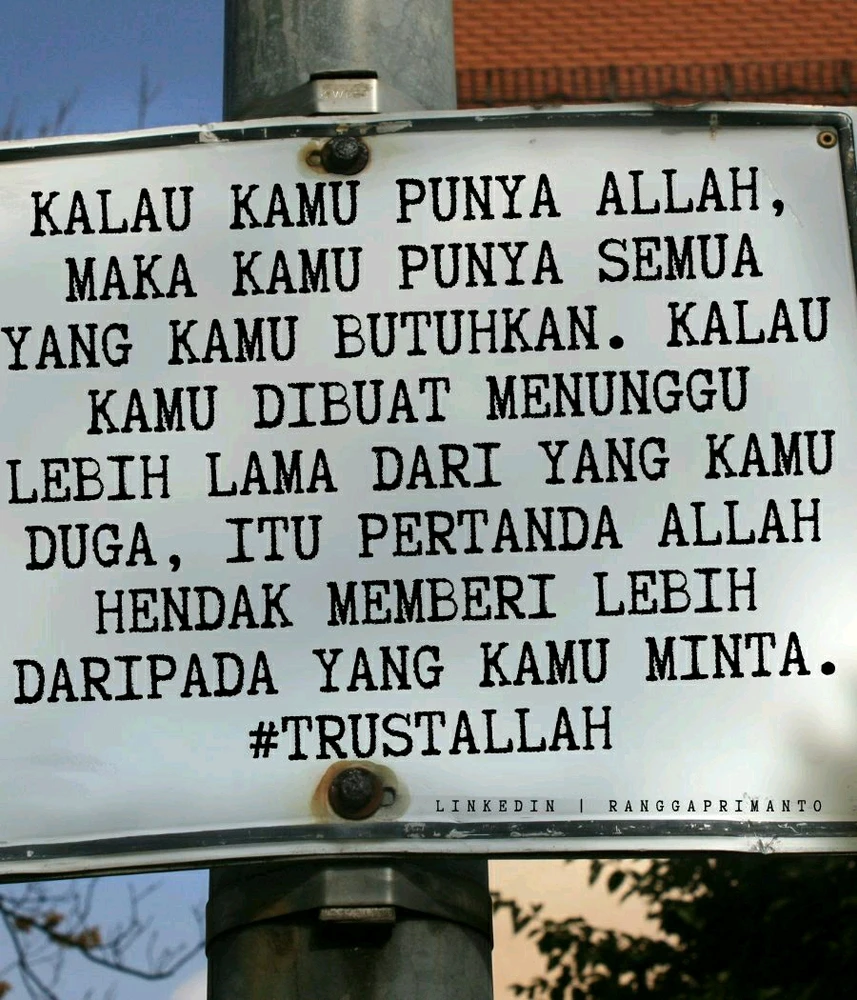 KALAU KAMU PUNYA ALLAH,
MAKA KAMU PUNYA SEMUA
YANG KAMU BUTUHKAN. KALAU
KAMU DIBUAT MENUNGGU
LEBIH LAMA DARI YANG KAMU
DUGA, ITU PERTANDA ALLAH
HENDAK MEMBERI LEBIH
DARIPADA YANG KAMU MINTA.
#TRUSTALLAH
LINKEDIN | RANGGAPRIMANTO